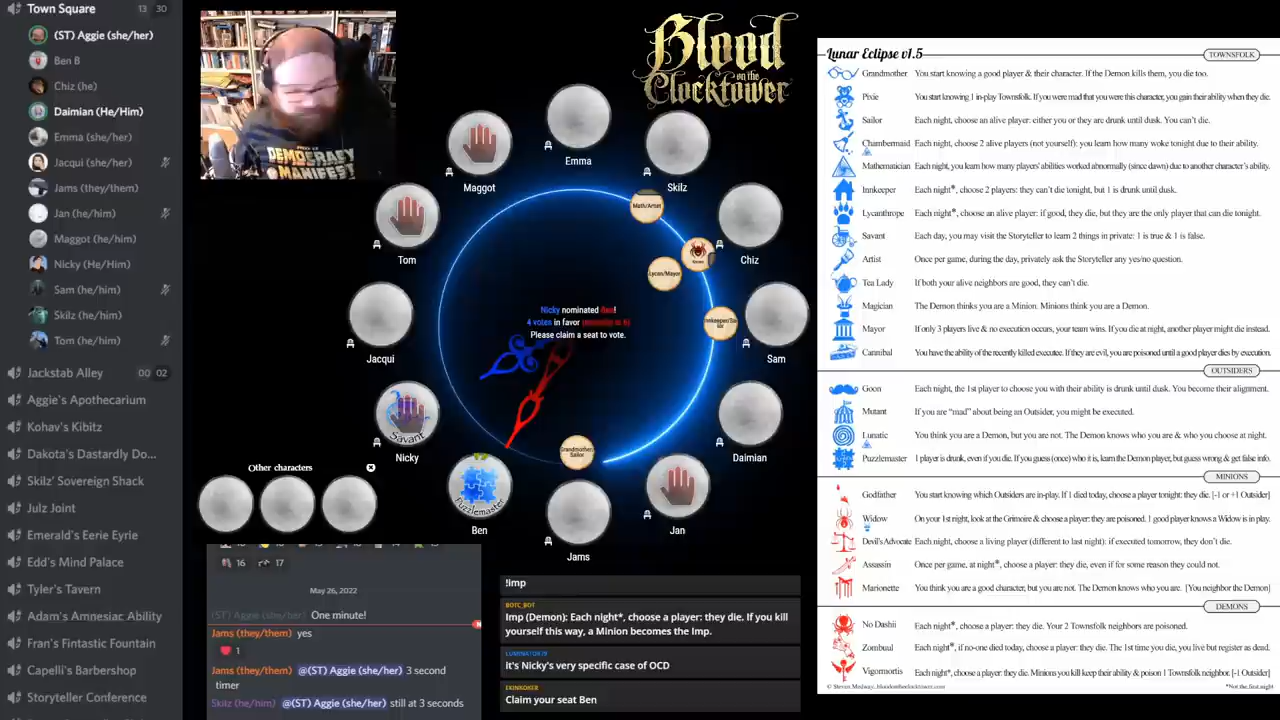 Town Square
13 30
(ST) Aggie (she/her)
Ben B
Chiz (he)
Daimian (He/Him)
Emma (she/her)
Jacqui (she/her)
Jams (they/them)
Jan (he/him)
Maggot (he/him)
Nicky (He/Him)
Sam (he/him)
Skilz (he/him)
Tom (he/him)
Jackstab Alley
00 02
Aggie's Apothecarium
Kohav's Kibitz
Dakota's Bastardly Do...
Skilz' Sovereign Shack
Julz Joint
Emerald's Eerie Eyrie
Edd's Mind Palace
Tyler's Tavern
Adam's Amnesiac Ability
Fran's Feminist Fountain
Capelli's Barbershop
Storyteller Conference
DEMOCRACY
MANIFEST
Blood
on the
Clocktower
Maggot
Emma
Skilz
Tom
Chiz
Jacqui
Sam
Nicky
Savant
Daimian
Ben
Puzzlemaster
Jams
Jan
Math/Artist
Lycan/Mayor
Grandmother/
Sailor
Nicky nominated Ben!
4 votes in favor
Please claim a seat to vote.
Other characters
16 17
May 26, 2022
(ST) Aggie (she/her) One minute!
Jams (they/them) yes
1
Jams (they/them) @(ST) Aggie (she/her) 3 second
timer
Skilz (he/him) @(ST) Aggie (she/her) still at 3 seconds
!Imp
BOTC_BOT
Imp (Demon): Each night*, choose a player: they die. If you kill
yourself this way, a Minion becomes the Imp.
It's Nicky's very specific case of OCD
EKINKOKER
Claim your seat Ben
Lunar Eclipse v1.5
TOWNSFOLK
Grandmother You start knowing a good player & their character. If the Demon kills them, you die too.
Pixie You start knowing 1 in-play Townsfolk. If you were mad that you were this character, you gain their ability when they die.
Sailor Each night, choose an alive player: either you or they are drunk until dusk. You can't die.
Chambermaid Each night, choose 2 alive players (not yourself): you learn how many woke tonight due to their ability.
Mathematician Each night, you learn how many players' abilities worked abnormally (since dawn) due to another character's ability.
Innkeeper Each night*, choose 2 players: they can't die tonight, but 1 is drunk until dusk.
Lycanthrope Each night*, choose an alive player: if good, they die, but they are the only player that can die tonight.
Savant Each day, you may visit the Storyteller to learn 2 things in private: 1 is true & 1 is false.
Artist Once per game, during the day, privately ask the Storyteller any yes/no question.
Tea Lady If both your alive neighbors are good, they can't die.
Magician The Demon thinks you are a Minion. Minions think you are a Demon.
Mayor If only 3 players live & no execution occurs, your team wins. If you die at night, another player might die instead.
Cannibal You have the ability of the recently killed executee. If they are evil, you are poisoned until a good player dies by execution.
OUTSIDERS
Goon Each night, the 1st player to choose you with their ability is drunk until dusk. You become their alignment.
Mutant If you are "mad" about being an Outsider, you might be executed.
Lunatic You think you are a Demon, but you are not. The Demon knows who you are & who you choose at night.
Puzzlemaster 1 player is drunk, even if you die. If you guess (once) who it is, learn the Demon player, but guess wrong & get false info.
MINIONS
Godfather You start knowing which Outsiders are in-play. If 1 died today, choose a player tonight: they die. [-1 or +1 Outsider]
Widow On your 1st night, look at the Grimoire & choose a player: they are poisoned. 1 good player knows a Widow is in play.
Devil's Advocate Each night, choose a living player (different to last night): if executed tomorrow, they don't die.
Assassin Once per game, at night*, choose a player: they die, even if for some reason they could not.
Marionette You think you are a good character, but you are not. The Demon knows who you are. [You neighbor the Demon]
DEMONS
No Dashii Each night*, choose a player: they die. Your 2 Townsfolk neighbors are poisoned.
Zombuul Each night*, if no-one died today, choose a player: they die. The 1st time you die, you live but register as dead.
Vigormortis Each night*, choose a player: they die. Minions you kill keep their ability & poison 1 Townsfolk neighbor. [-1 Outsider]
© Steven Medway, bloodontheclocktower.com
*Not the first night